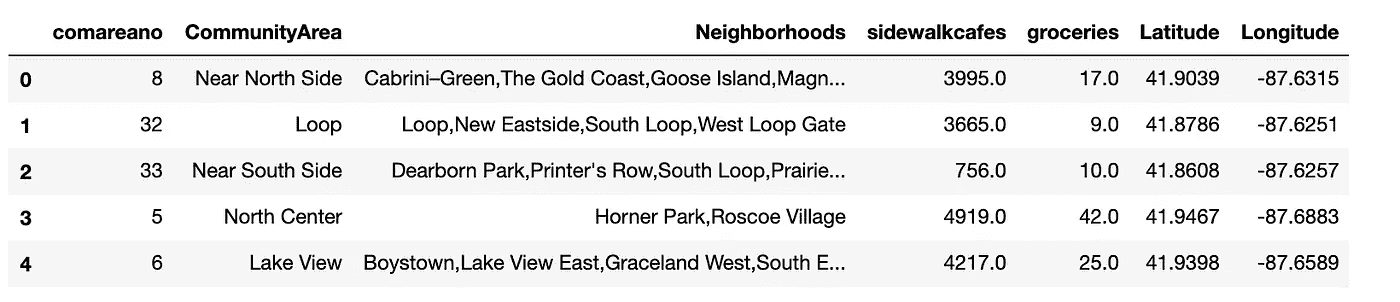 comareano CommunityArea Neighborhoods sidewalkcafes groceries Latitude Longitude
0 8 Near North Side Cabrini–Green,The Gold Coast,Goose Island,Magn... 3995.0 17.0 41.9039 -87.6315
1 32 Loop Loop,New Eastside,South Loop,West Loop Gate 3665.0 9.0 41.8786 -87.6251
2 33 Near South Side Dearborn Park,Printer's Row,South Loop,Prairie... 756.0 10.0 41.8608 -87.6257
3 5 North Center Horner Park,Roscoe Village 4919.0 42.0 41.9467 -87.6883
4 6 Lake View Boystown,Lake View East,Graceland West,South E... 4217.0 25.0 41.9398 -87.6589